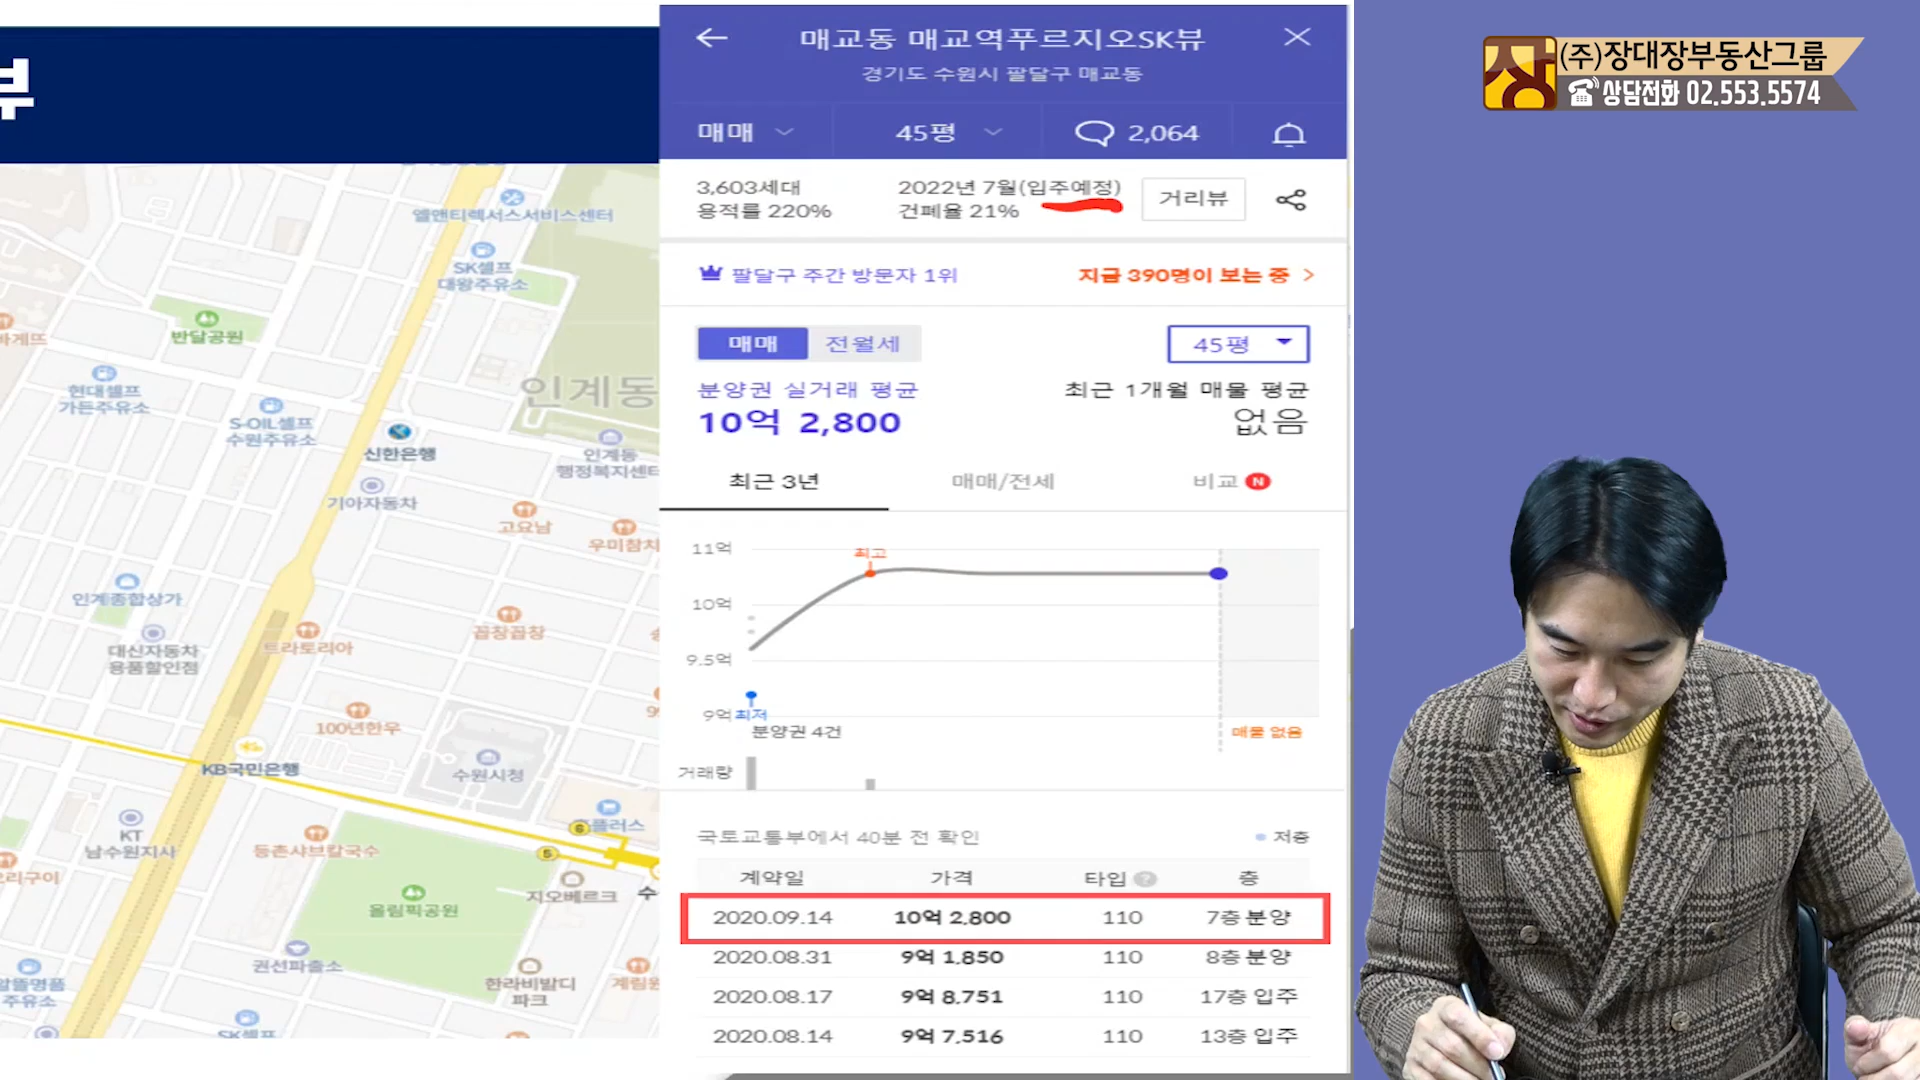 뷰
매교동 매교역푸르지오SK뷰
경기도 수원시 팔달구 매교동
매매
45평
2,064
3,603세대
용적률 220%
2022년 7월(입주예정)
건폐율 21%
거리뷰
팔달구 주간 방문자 1위
지금 390명이 보는 중 >
매매 전월세
45평
분양권 실거래 평균
10억 2,800
최근 1개월 매물 평균
없음
최근 3년
매매/전세
비교 N
11억
최고
10억
9.5억
9억
최저
분양권 4건
매물 없음
거래량
국토교통부에서 40분 전 확인
저층
계약일 가격 타입 ? 층
2020.09.14 10억 2,800 110 7층 분양
2020.08.31 9억 1,850 110 8층 분양
2020.08.17 9억 8,751 110 17층 입주
2020.08.14 9억 7,516 110 13층 입주
(주)장대장부동산그룹
상담전화 02.553.5574
장
엘앤티렉서스서비스센터
SK셀프
대왕주유소
반달공원
현대셀프
가든주유소
S-OIL셀프
수원주유소
인계동
신한은행
인계동
행정복지센터
기아자동차
고요남
우미참치
인계종합상가
대신자동차
용품할인점
트라토리아
곱창곱창
100년한우
KB국민은행
수원시청
KT
남수원지사
등촌샤브칼국수
홈플러스
6
5
올림픽공원
지오베르크
수
권선파출소
한라비발디
파크
알뜰명품
주유소
SK셀프